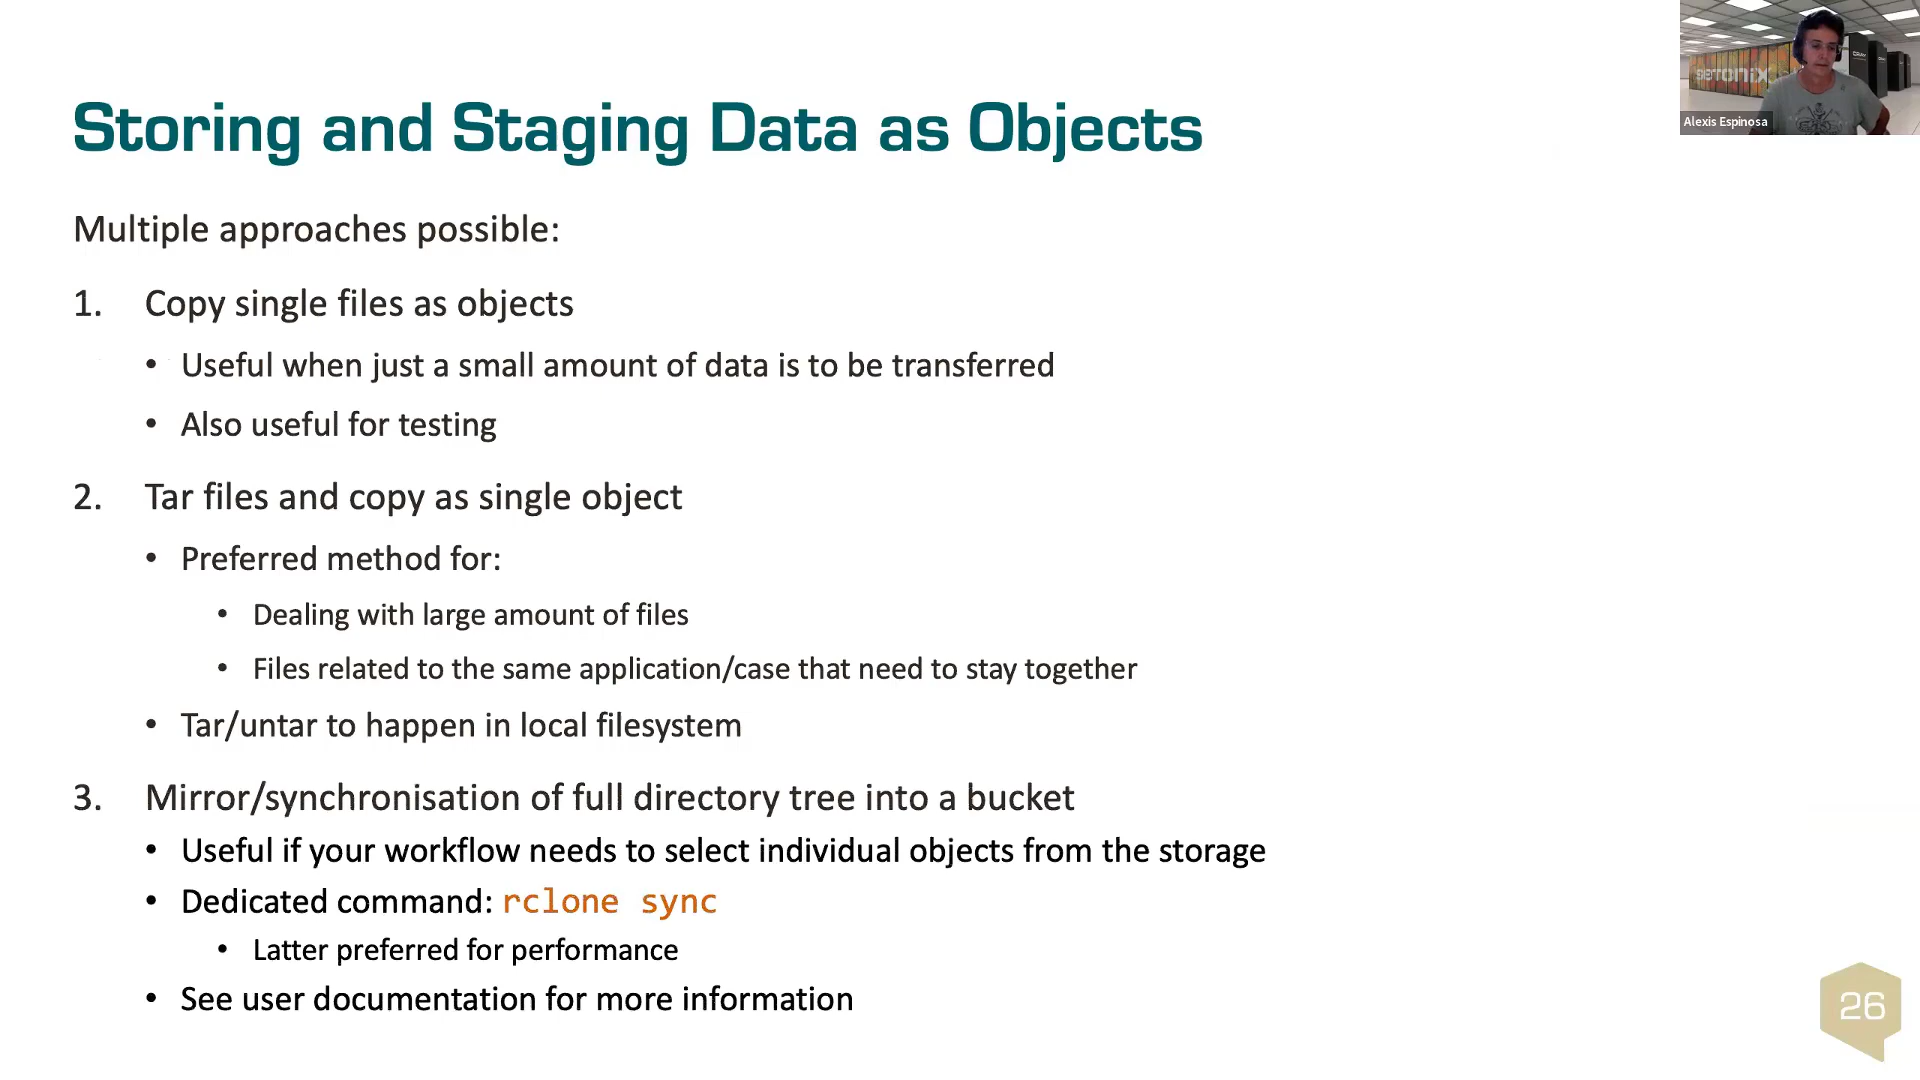 Storing and Staging Data as Objects
Multiple approaches possible:
1. Copy single files as objects
• Useful when just a small amount of data is to be transferred
• Also useful for testing
2. Tar files and copy as single object
• Preferred method for:
• Dealing with large amount of files
• Files related to the same application/case that need to stay together
• Tar/untar to happen in local filesystem
3. Mirror/synchronisation of full directory tree into a bucket
• Useful if your workflow needs to select individual objects from the storage
• Dedicated command: rclone sync
• Latter preferred for performance
• See user documentation for more information
26
setonix
Alexis Espinosa